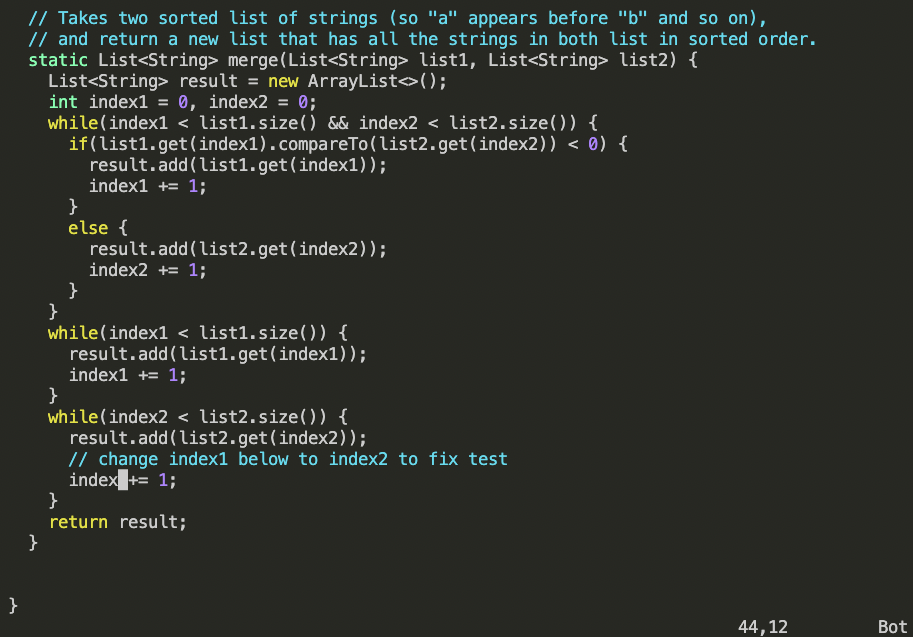 // Takes two sorted list of strings (so "a" appears before "b" and so on),
// and return a new list that has all the strings in both list in sorted order.
static List<String> merge(List<String> list1, List<String> list2) {
List<String> result = new ArrayList<>();
int index1 = 0, index2 = 0;
while(index1 < list1.size() && index2 < list2.size()) {
if(list1.get(index1).compareTo(list2.get(index2)) < 0) {
result.add(list1.get(index1));
index1 += 1;
}
else {
result.add(list2.get(index2));
index2 += 1;
}
}
while(index1 < list1.size()) {
result.add(list1.get(index1));
index1 += 1;
}
while(index2 < list2.size()) {
result.add(list2.get(index2));
// change index1 below to index2 to fix test
index += 1;
}
return result;
}
}
44,12 Bot